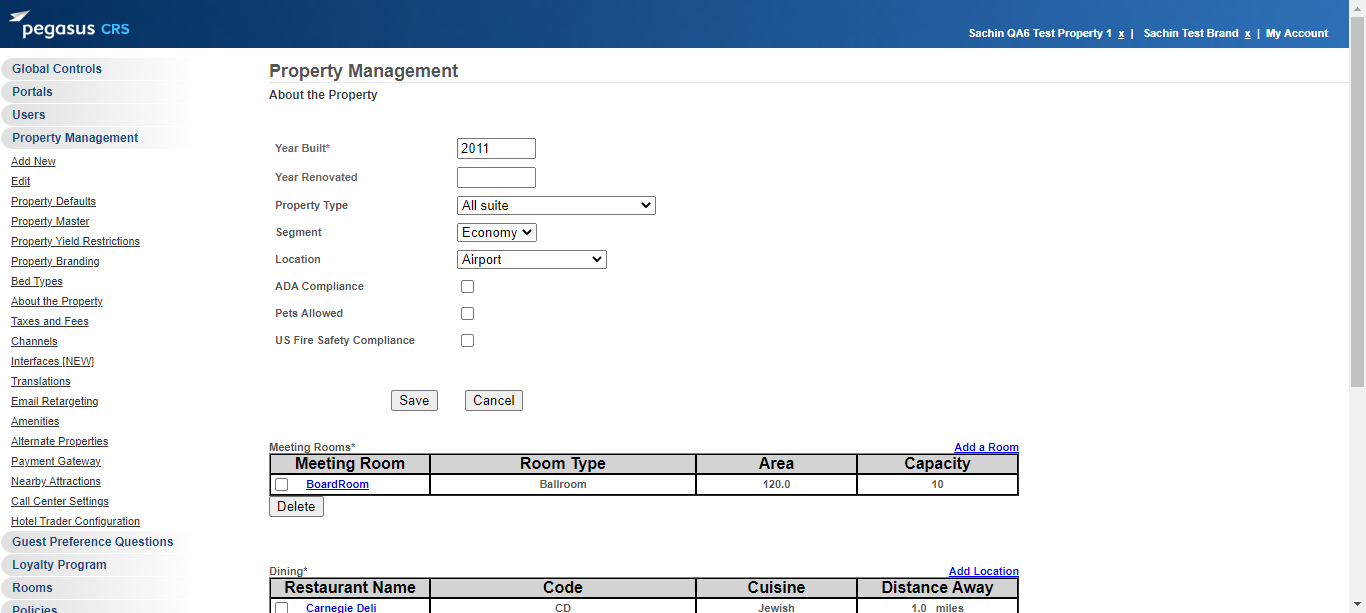 pegasus CRS
Sachin QA6 Test Property 1 x | Sachin Test Brand x | My Account
Global Controls
Portals
Users
Property Management
Add New
Edit
Property Defaults
Property Master
Property Yield Restrictions
Property Branding
Bed Types
About the Property
Taxes and Fees
Channels
Interfaces [NEW]
Translations
Email Retargeting
Amenities
Alternate Properties
Payment Gateway
Nearby Attractions
Call Center Settings
Hotel Trader Configuration
Guest Preference Questions
Loyalty Program
Rooms
Policies
Property Management
About the Property
Year Built* 2011
Year Renovated
Property Type All suite
Segment Economy
Location Airport
ADA Compliance
Pets Allowed
US Fire Safety Compliance
Save Cancel
Meeting Rooms* Add a Room
Meeting Room Room Type Area Capacity
BoardRoom Ballroom 120.0 10
Delete
Dining* Add Location
Restaurant Name Code Cuisine Distance Away
Carnegie Deli CD Jewish 1.0 miles